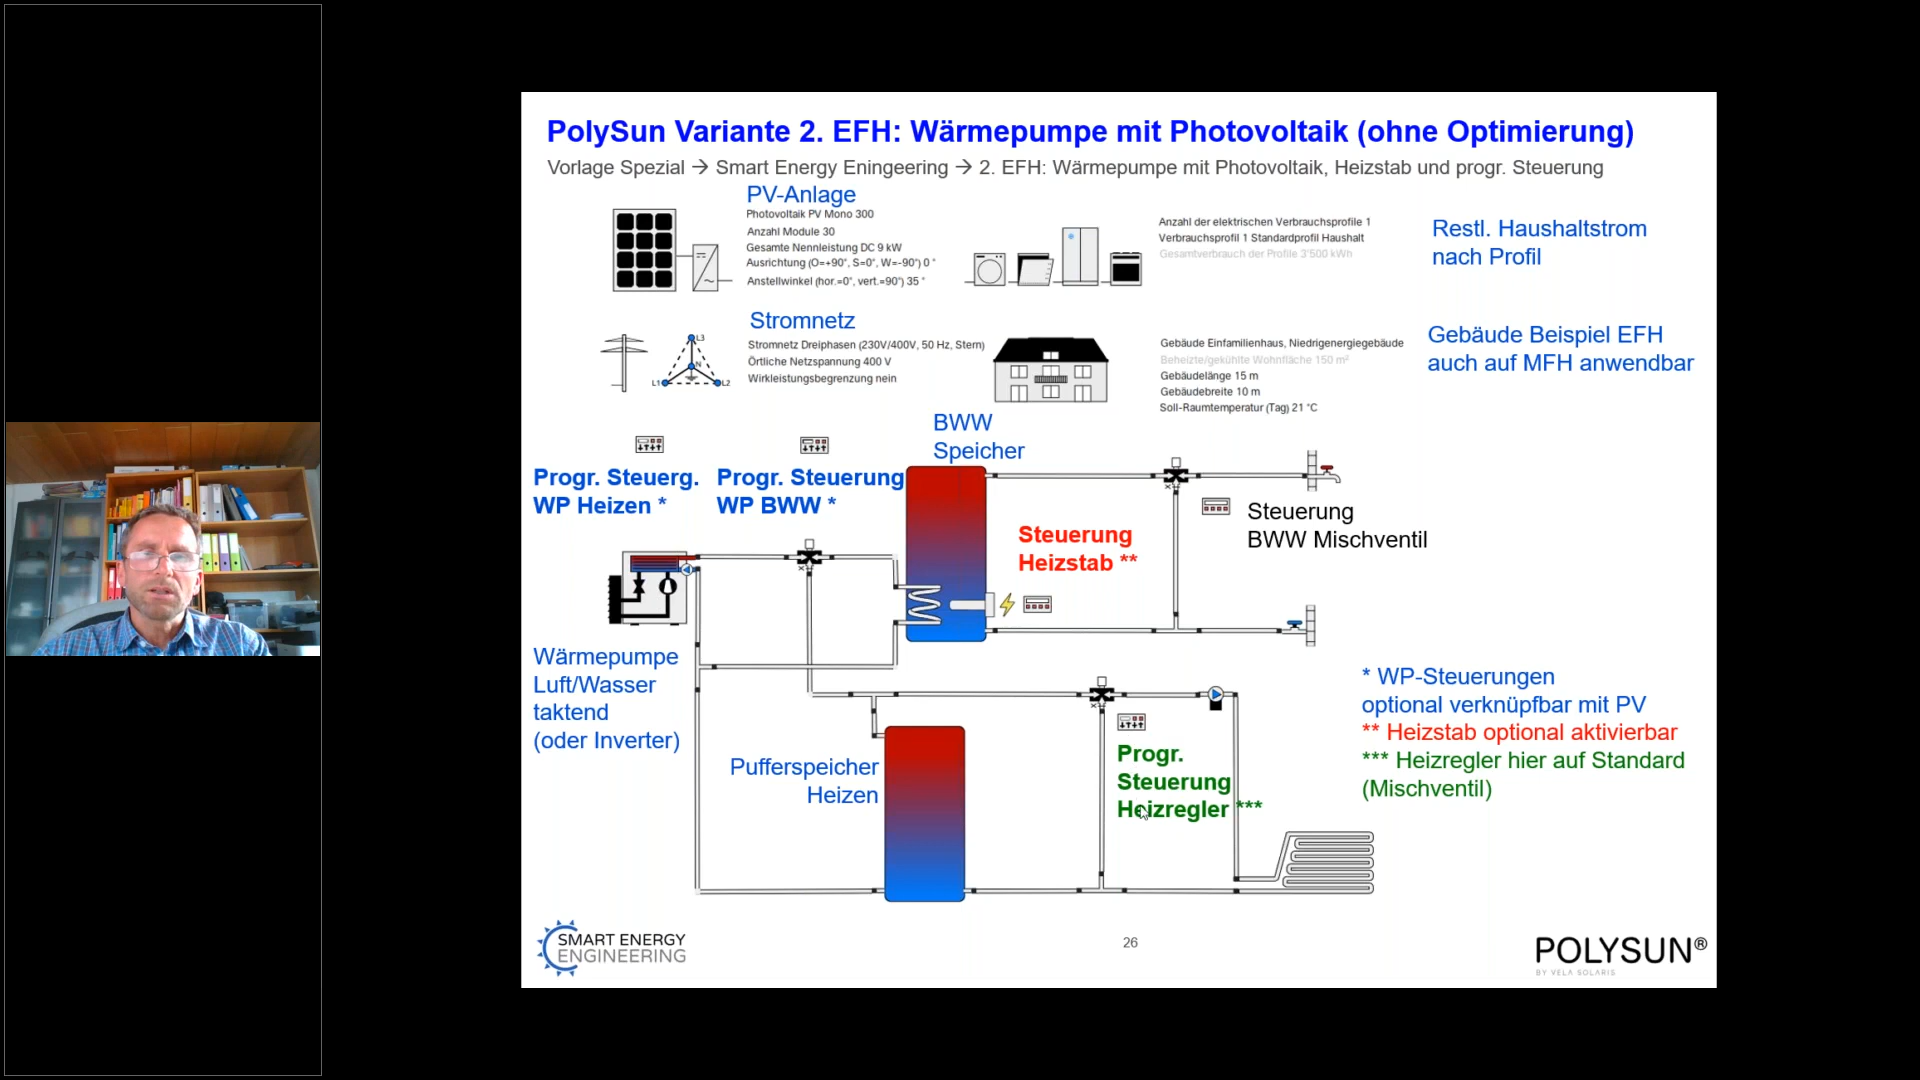 PolySun Variante 2. EFH: Wärmepumpe mit Photovoltaik (ohne Optimierung)
Vorlage Spezial → Smart Energy Eningeering → 2. EFH: Wärmepumpe mit Photovoltaik, Heizstab und progr. Steuerung
PV-Anlage
Photovoltaik PV Mono 300
Anzahl Module 30
Gesamte Nennleistung DC 9 kW
Ausrichtung (O=+90°, S=0°, W=-90°) 0 °
Anstellwinkel (hor.=0°, vert.=90°) 35 °
Anzahl der elektrischen Verbrauchsprofile 1
Verbrauchsprofil 1 Standardprofil Haushalt
Gesamtverbrauch der Profile 3'500 kWh
Restl. Haushaltstrom
nach Profil
Stromnetz
Stromnetz Dreiphasen (230V/400V, 50 Hz, Stern)
Örtliche Netzspannung 400 V
Wirkleistungsbegrenzung nein
L3
N
L1
L2
Gebäude Einfamilienhaus, Niedrigenergiegebäude
Beheizte/gekühlte Wohnfläche 150 m²
Gebäudelänge 15 m
Gebäudebreite 10 m
Soll-Raumtemperatur (Tag) 21 °C
Gebäude Beispiel EFH
auch auf MFH anwendbar
BWW
Speicher
Progr. Steuerg.
WP Heizen *
Progr. Steuerung
WP BWW *
Steuerung
Heizstab **
Steuerung
BWW Mischventil
Wärmepumpe
Luft/Wasser
taktend
(oder Inverter)
Pufferspeicher
Heizen
Progr.
Steuerung
Heizregler ***
* WP-Steuerungen
optional verknüpfbar mit PV
** Heizstab optional aktivierbar
*** Heizregler hier auf Standard
(Mischventil)
SMART ENERGY
ENGINEERING
26
POLYSUN®
BY VELA SOLARIS